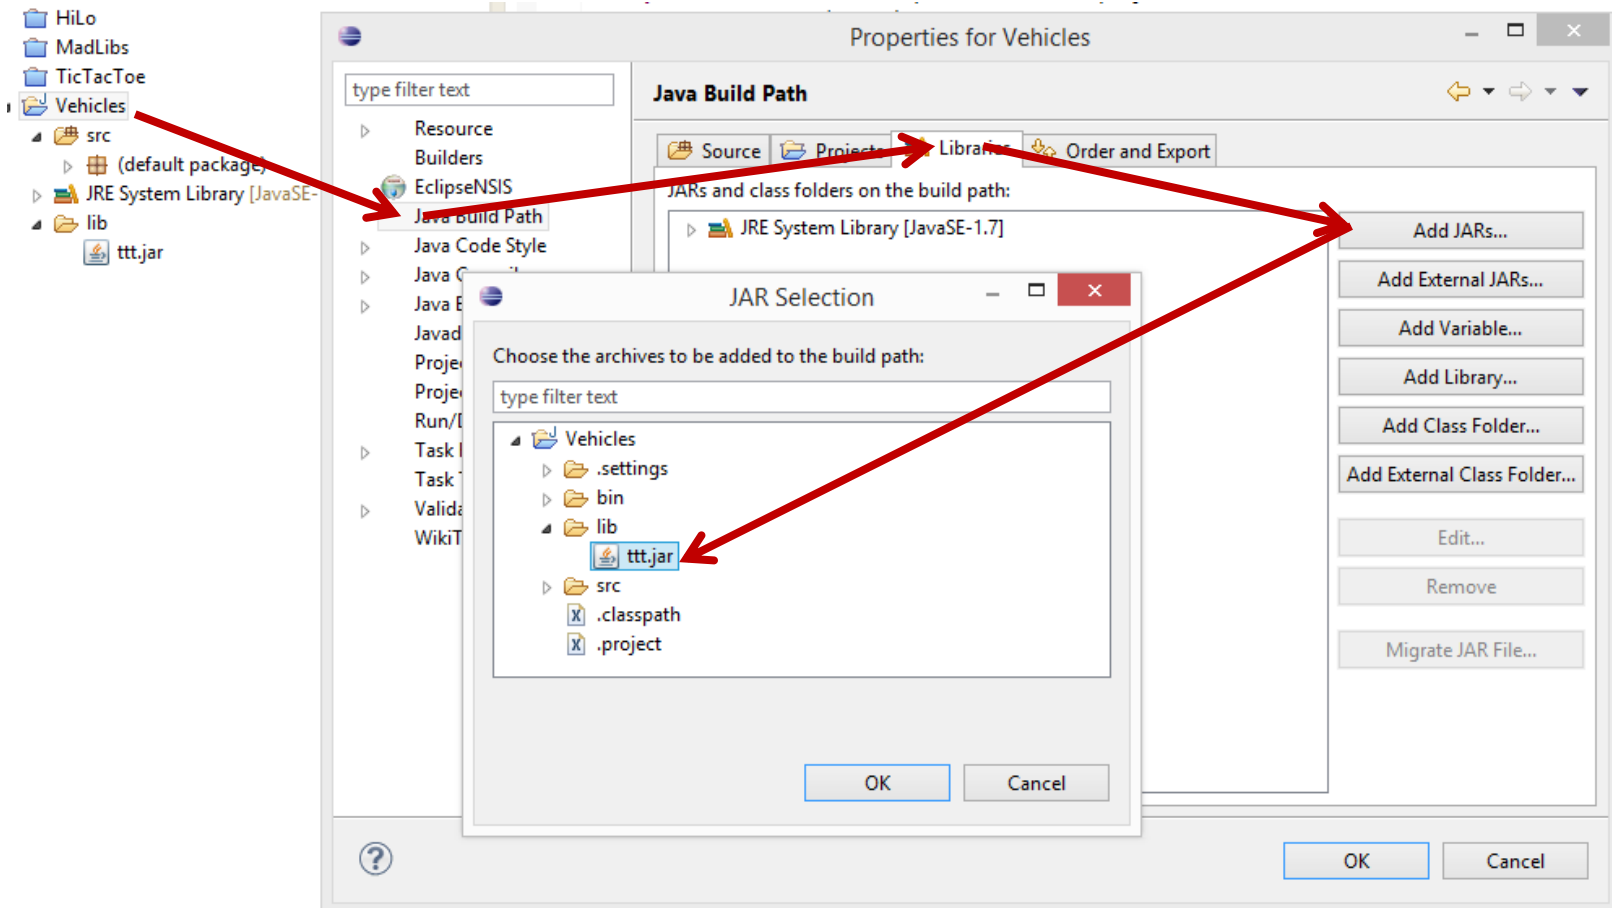 HiLo
MadLibs
TicTacToe
Vehicles
src
(default package)
JRE System Library [JavaSE-
lib
ttt.jar
Properties for Vehicles
type filter text
Resource
Builders
EclipseNSIS
Java Build Path
Java Code Style
Java
Java
Javad
Projec
Projec
Run/
Task
Task
Valida
WikiT
Java Build Path
Source
Projects
Libraries
Order and Export
JARs and class folders on the build path:
JRE System Library [JavaSE-1.7]
Add JARs...
Add External JARs...
Add Variable...
Add Library...
Add Class Folder...
Add External Class Folder...
Edit...
Remove
Migrate JAR File...
JAR Selection
Choose the archives to be added to the build path:
type filter text
Vehicles
.settings
bin
lib
ttt.jar
src
.classpath
.project
OK
Cancel
OK
Cancel